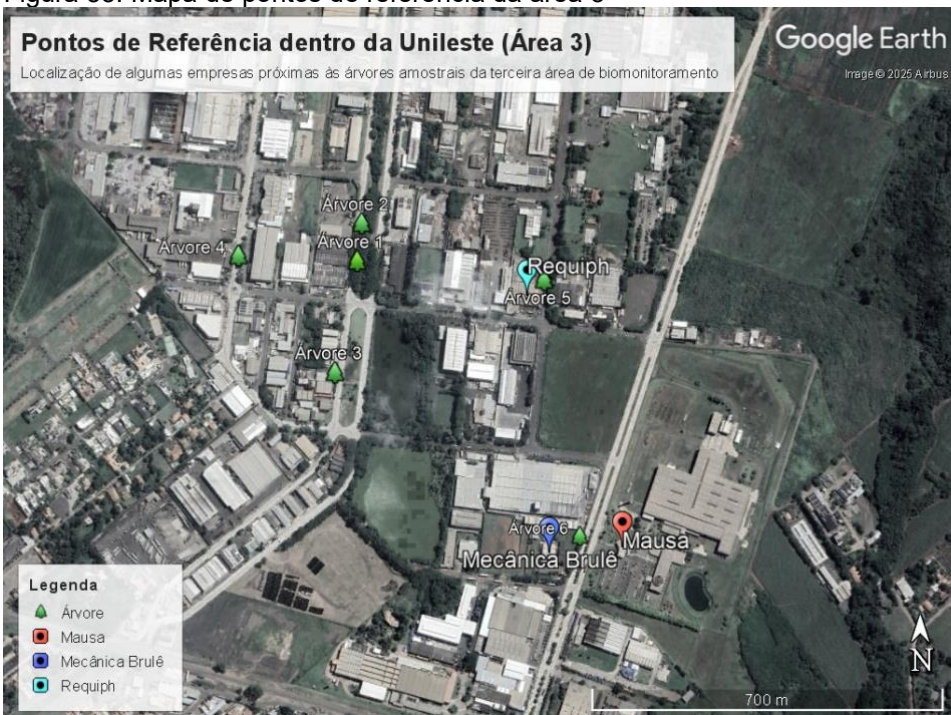 Figura 33: Mapa de pontos de referência da área 3
Pontos de Referência dentro da Unileste (Área 3)
Localização de algumas empresas próximas às árvores amostrais da terceira área de biomonitoramento
Google Earth
Image © 2025 Airbus
Árvore 2
Árvore 1
Árvore 4
Requiph
Árvore 5
Árvore 3
Árvore 6
Mausa
Mecânica Brulê
Legenda
Árvore
Mausa
Mecânica Brulê
Requiph
N
700 m